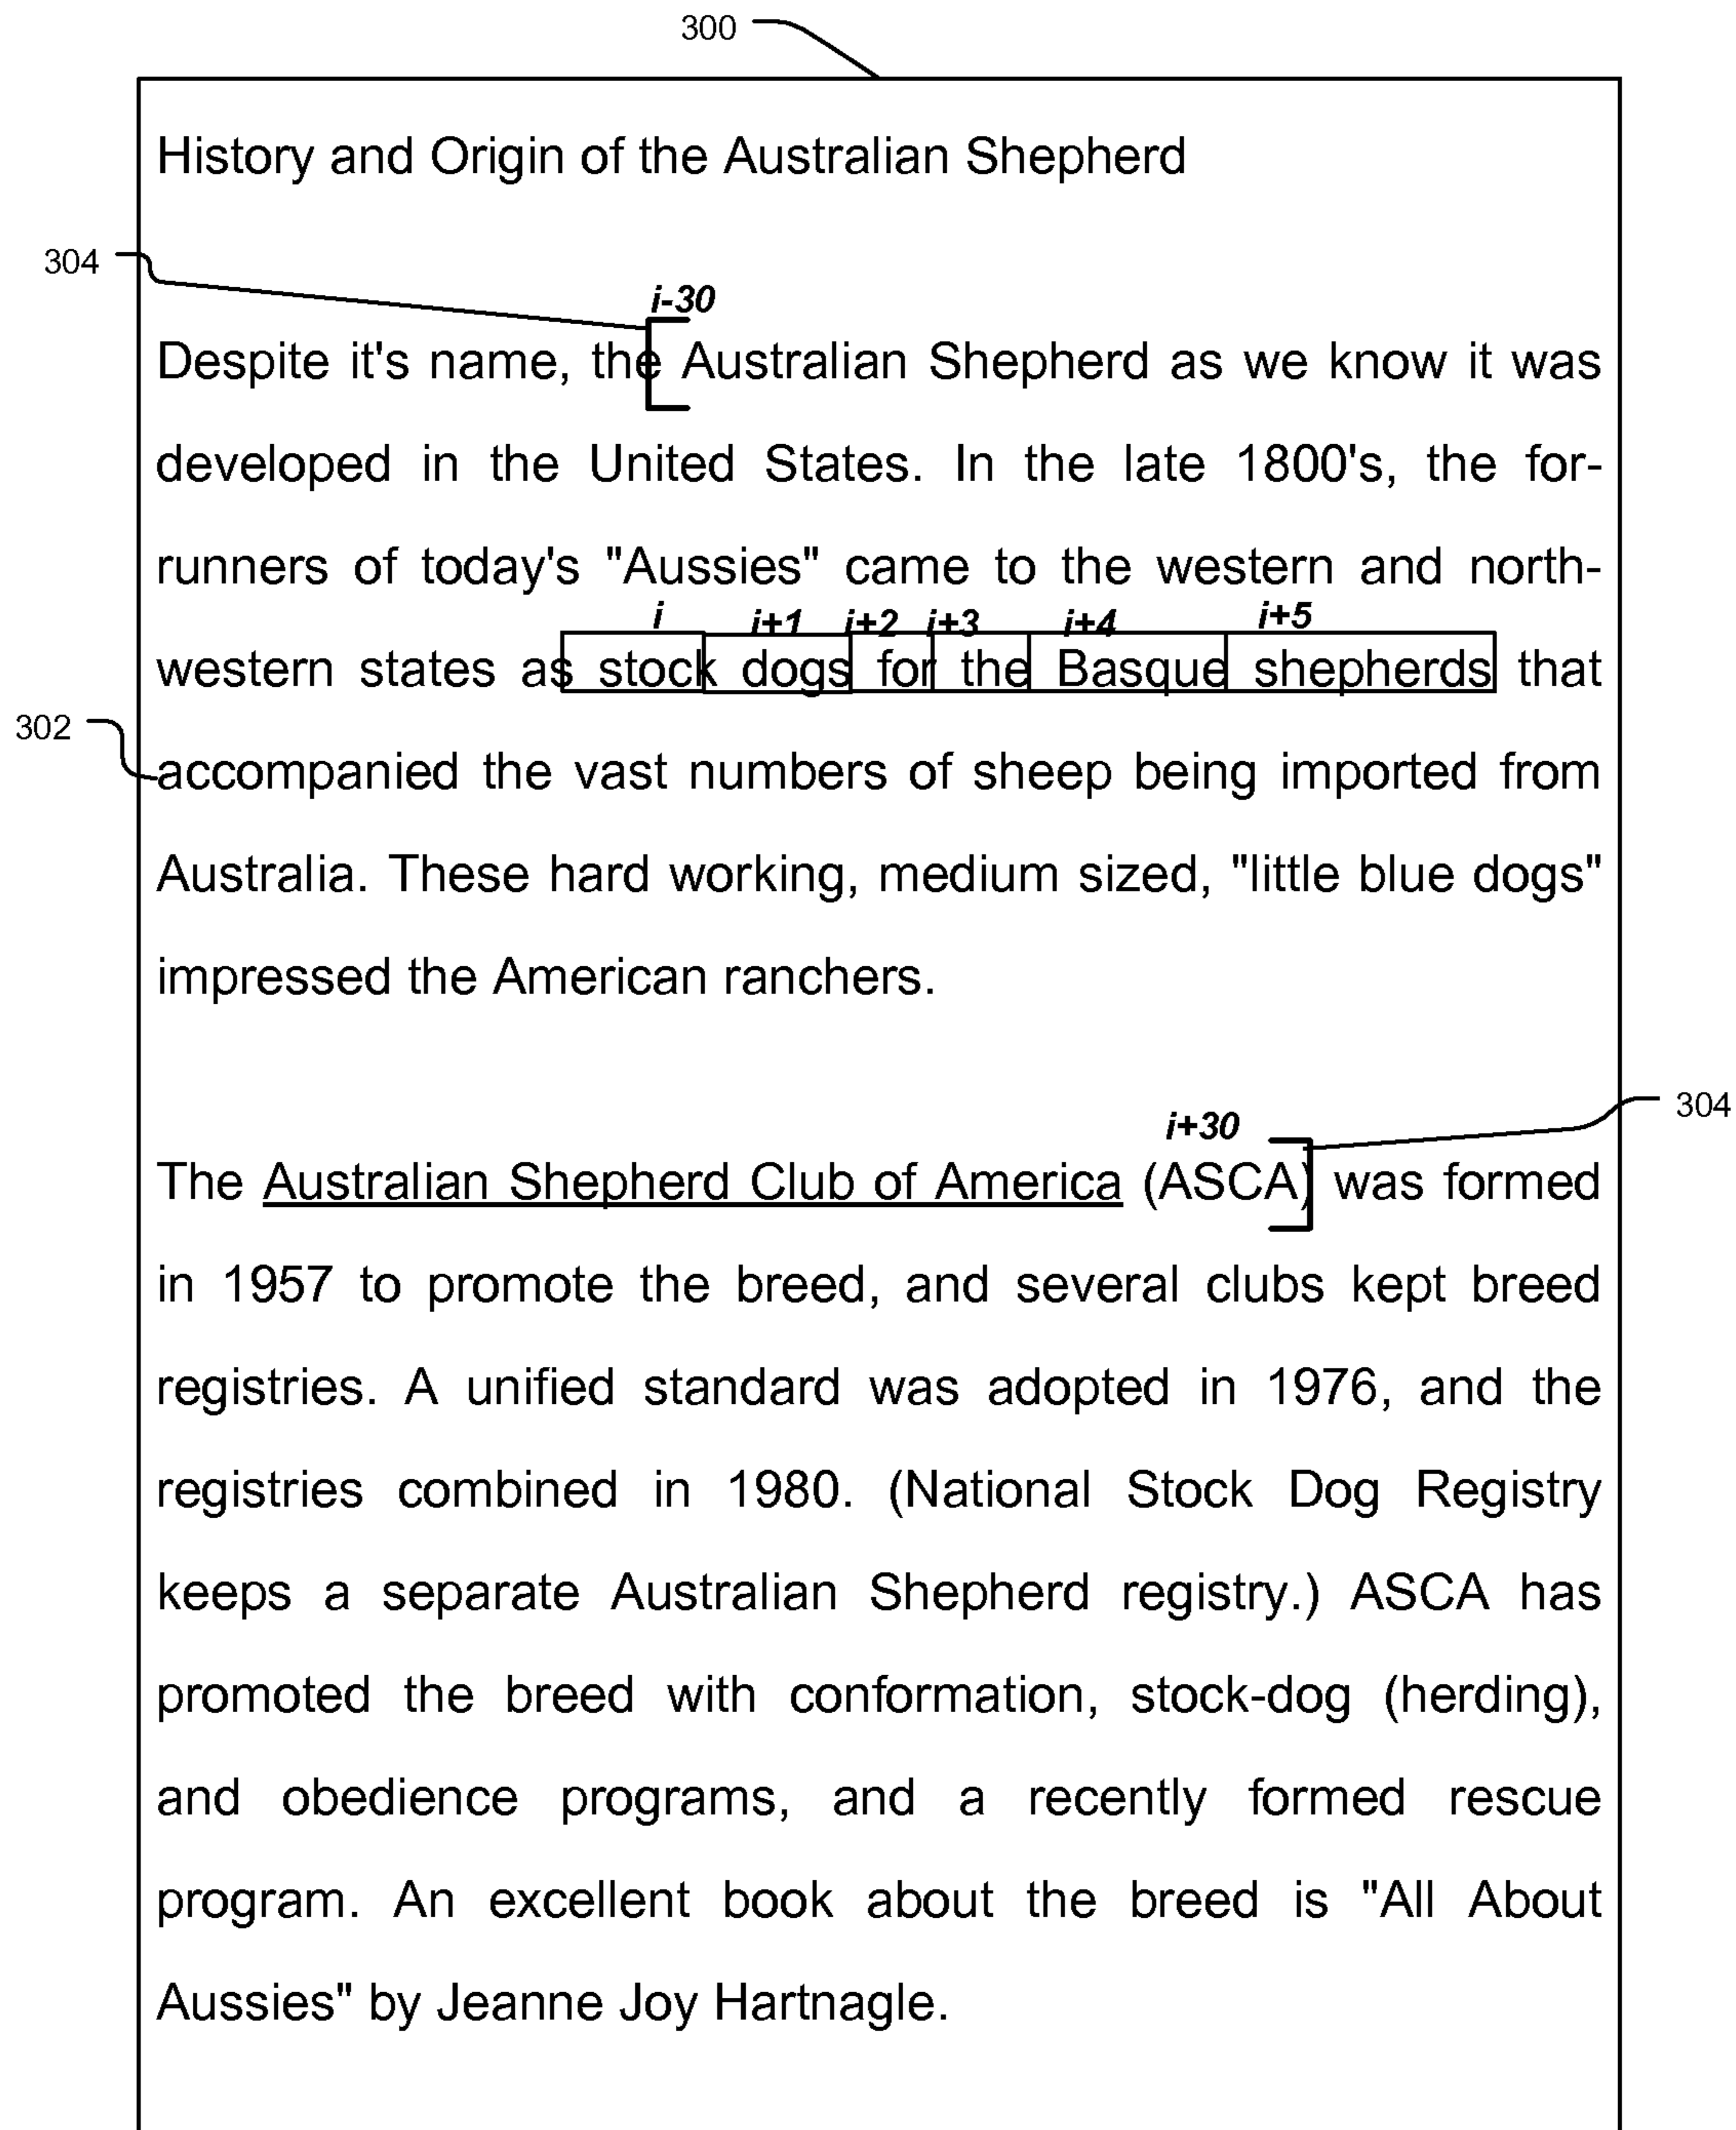 300
History and Origin of the Australian Shepherd
304
i-30
Despite it's name, the Australian Shepherd as we know it was
developed in the United States. In the late 1800's, the for-
runners of today's "Aussies" came to the western and north-
i i+1 i+2 i+3 i+4 i+5
western states as stock dogs for the Basque shepherds that
302
accompanied the vast numbers of sheep being imported from
Australia. These hard working, medium sized, "little blue dogs"
impressed the American ranchers.
i+30
304
The Australian Shepherd Club of America (ASCA) was formed
in 1957 to promote the breed, and several clubs kept breed
registries. A unified standard was adopted in 1976, and the
registries combined in 1980. (National Stock Dog Registry
keeps a separate Australian Shepherd registry.) ASCA has
promoted the breed with conformation, stock-dog (herding),
and obedience programs, and a recently formed rescue
program. An excellent book about the breed is "All About
Aussies" by Jeanne Joy Hartnagle.